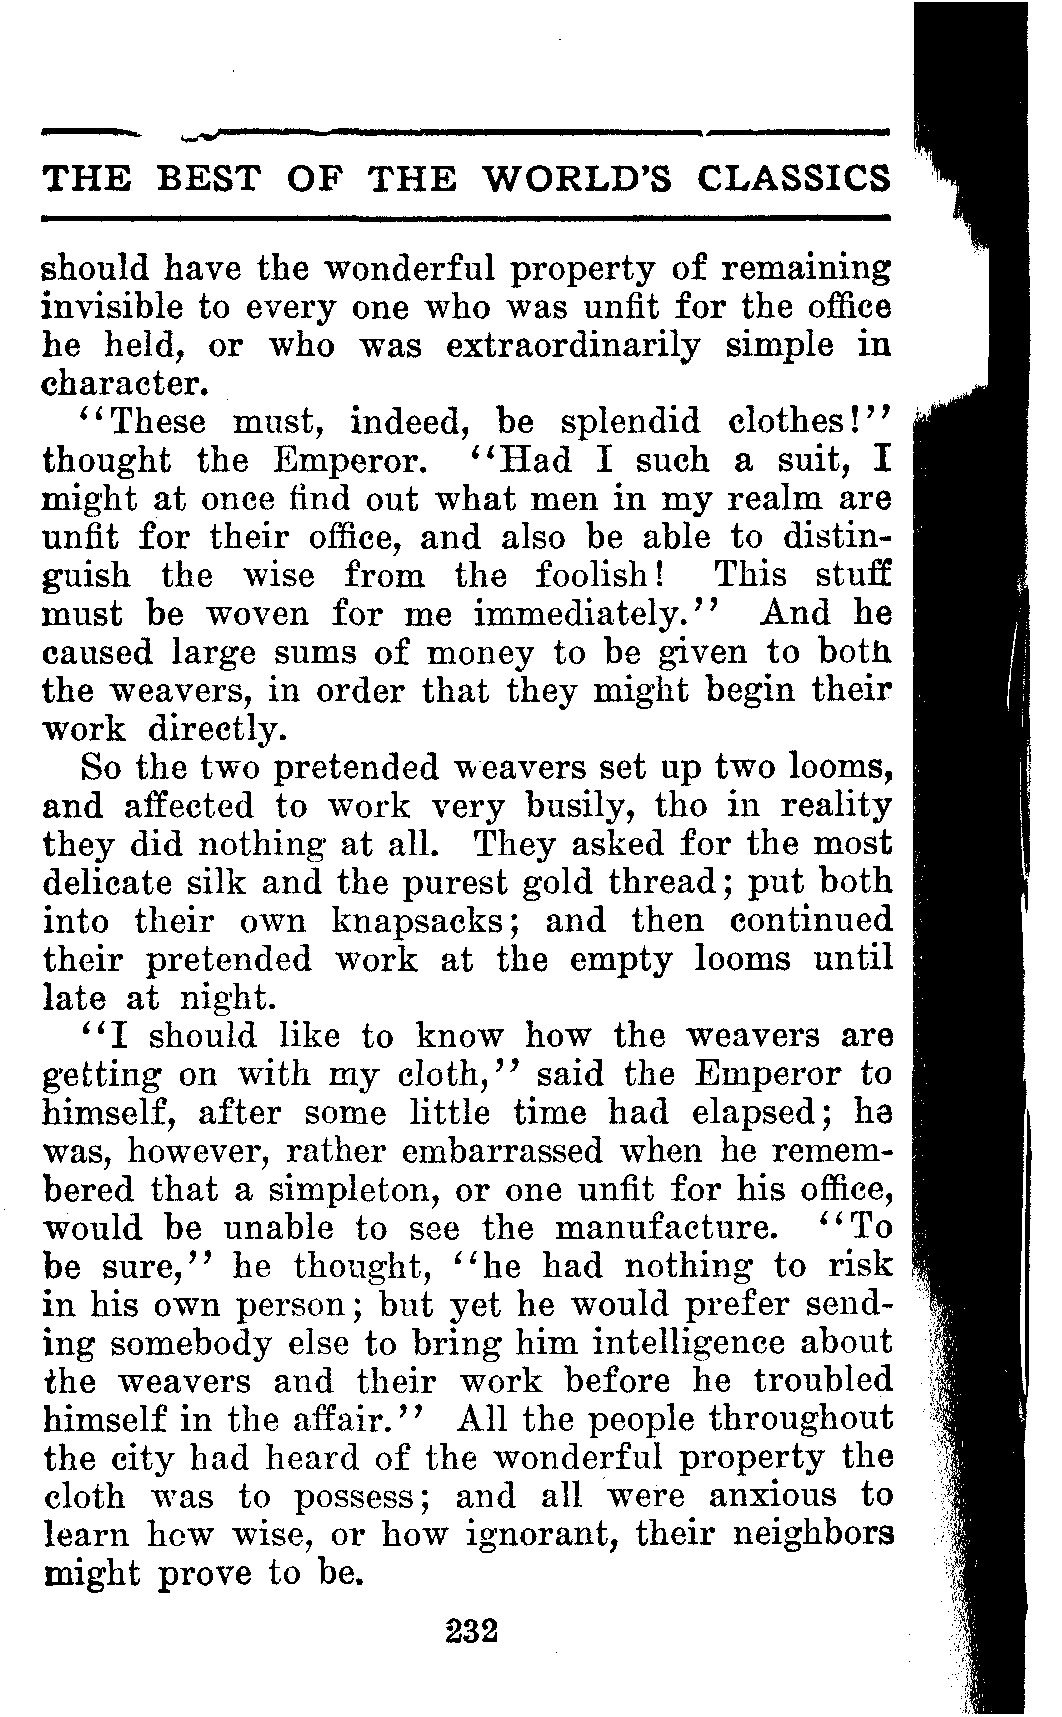 THE BEST OF THE WORLD'S CLASSICS
should have the wonderful property of remaining
invisible to every one who was unfit for the office
he held, or who was extraordinarily simple in
character.
"These must, indeed, be splendid clothes!"
thought the Emperor. "Had I such a suit, I
might at once find out what men in my realm are
unfit for their office, and also be able to distin-
guish the wise from the foolish! This stuff
must be woven for me immediately." And he
caused large sums of money to be given to both
the weavers, in order that they might begin their
work directly.
So the two pretended weavers set up two looms,
and affected to work very busily, tho in reality
they did nothing at all. They asked for the most
delicate silk and the purest gold thread; put both
into their own knapsacks; and then continued
their pretended work at the empty looms until
late at night.
"I should like to know how the weavers are
getting on with my cloth," said the Emperor to
himself, after some little time had elapsed; he
was, however, rather embarrassed when he remem-
bered that a simpleton, or one unfit for his office,
would be unable to see the manufacture. "To
be sure," he thought, "he had nothing to risk
in his own person; but yet he would prefer send-
ing somebody else to bring him intelligence about
the weavers and their work before he troubled
himself in the affair." All the people throughout
the city had heard of the wonderful property the
cloth was to possess; and all were anxious to
learn how wise, or how ignorant, their neighbors
might prove to be.
232